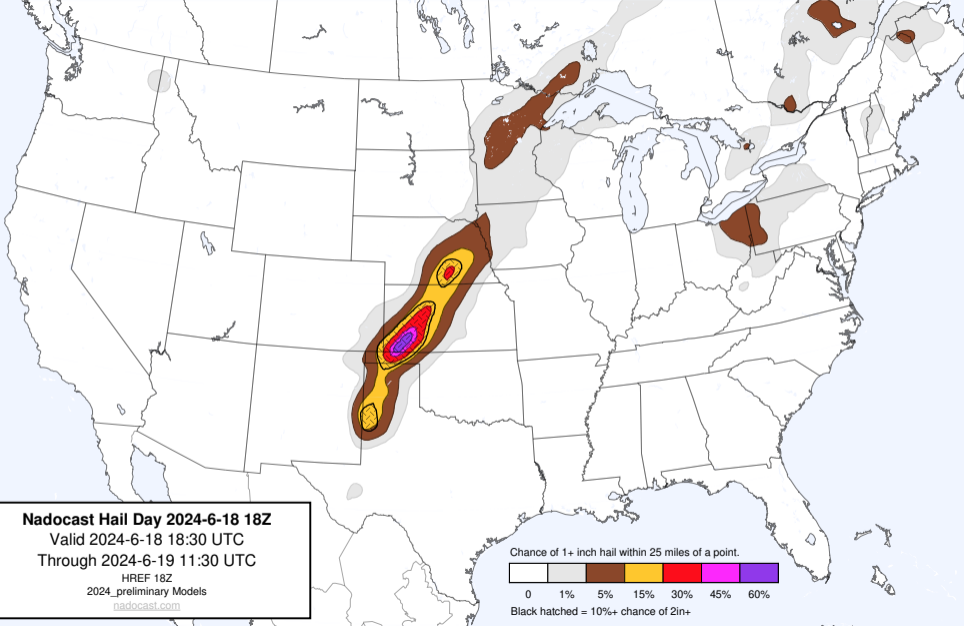 Nadocast Hail Day 2024-6-18 18Z
Valid 2024-6-18 18:30 UTC
Through 2024-6-19 11:30 UTC
HREF 18Z
2024_preliminary Models
nadocast.com
Chance of 1+ inch hail within 25 miles of a point.
0 1% 5% 15% 30% 45% 60%
Black hatched = 10%+ chance of 2in+